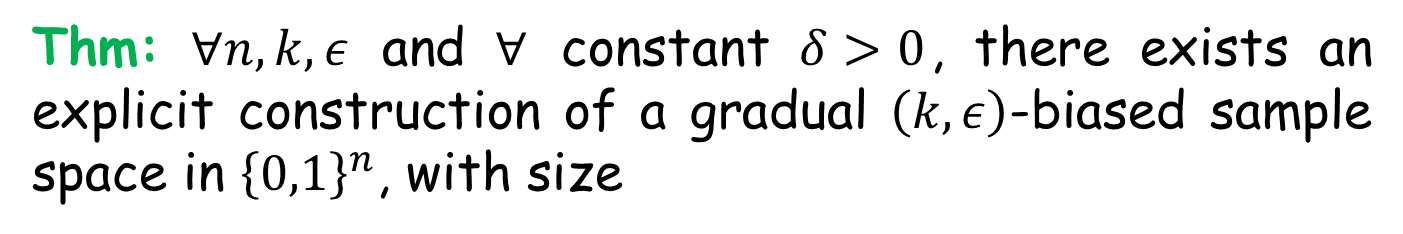 Thm: ∀n, k, ϵ and ∀ constant δ > 0, there exists an
explicit construction of a gradual (k, ϵ)-biased sample
space in {0,1}ⁿ, with size